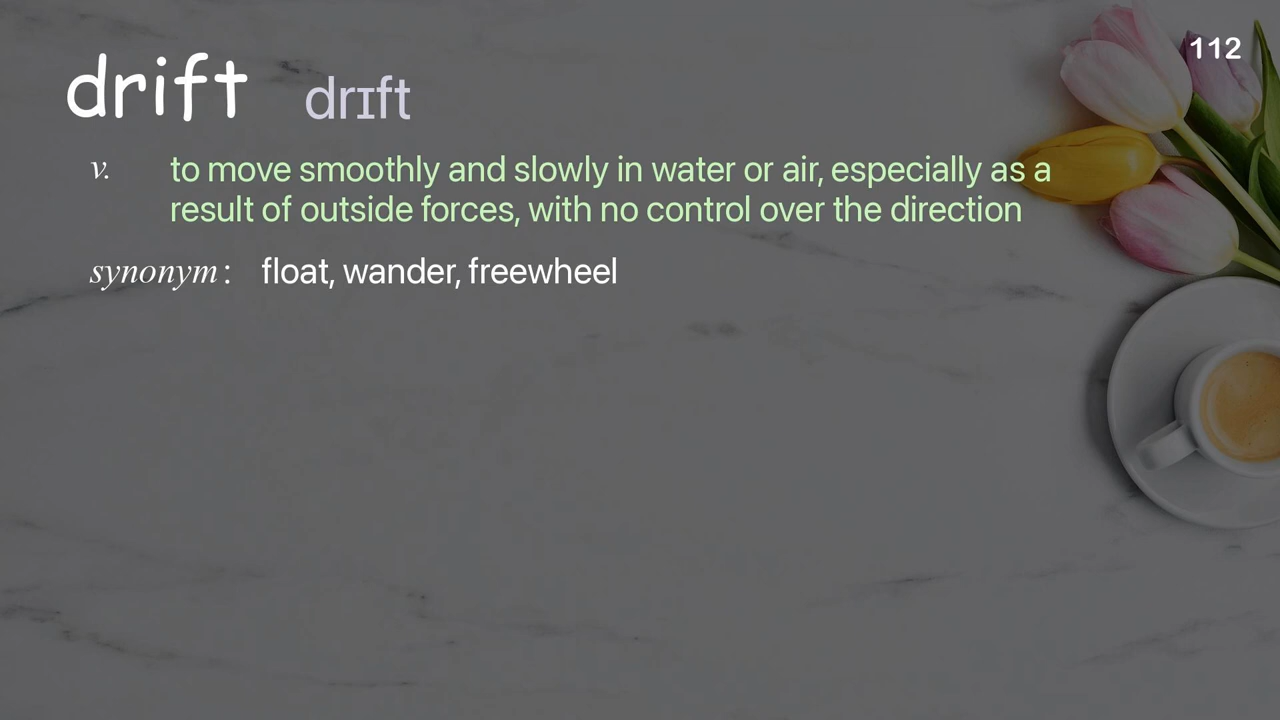 112
drift drɪft
v. to move smoothly and slowly in water or air, especially as a
result of outside forces, with no control over the direction
synonym: float, wander, freewheel